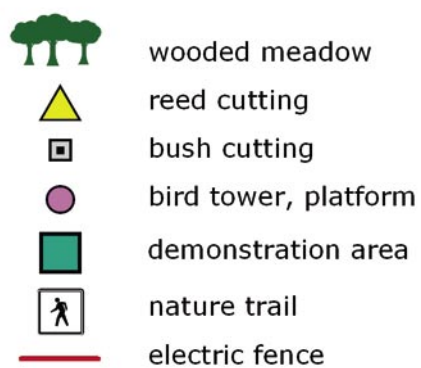 wooded meadow
reed cutting
bush cutting
bird tower, platform
demonstration area
nature trail
electric fence